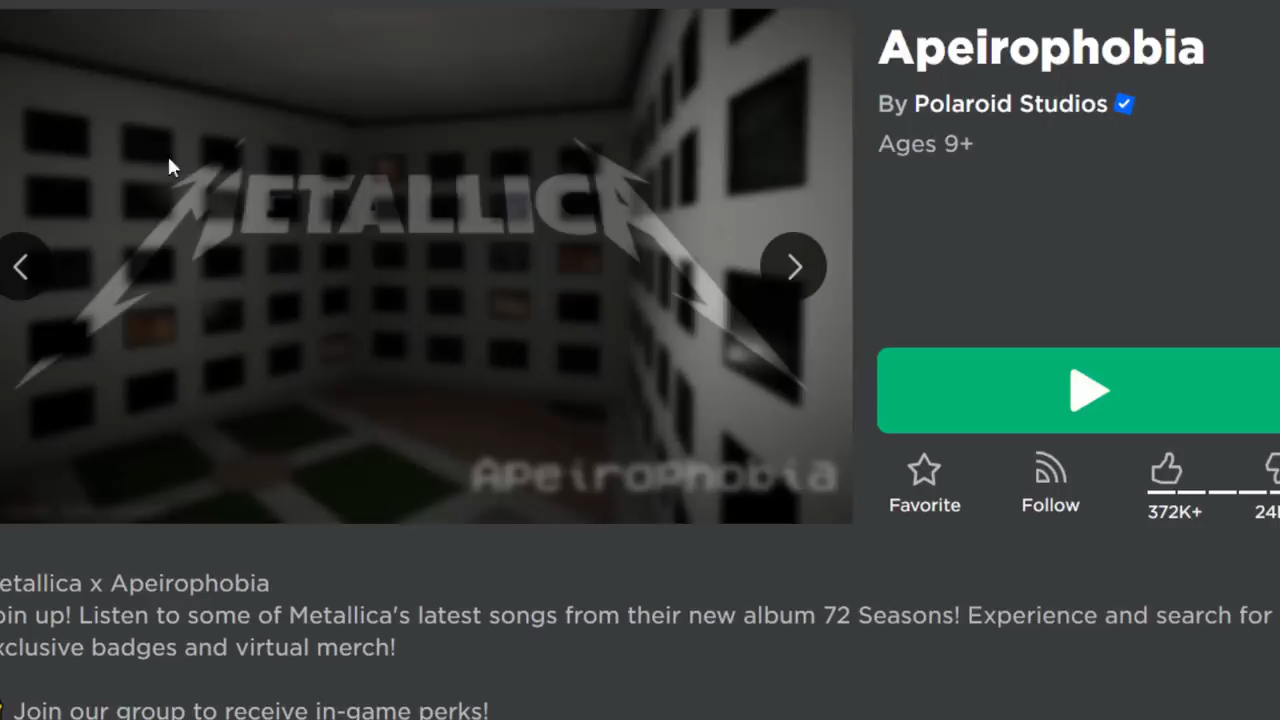 Apeirophobia
By Polaroid Studios
Ages 9+
METALLICA
Apeirophobia
Favorite
Follow
372K+
24
etallica x Apeirophobia
oin up! Listen to some of Metallica's latest songs from their new album 72 Seasons! Experience and search for
xclusive badges and virtual merch!
Join our group to receive in-game perks!